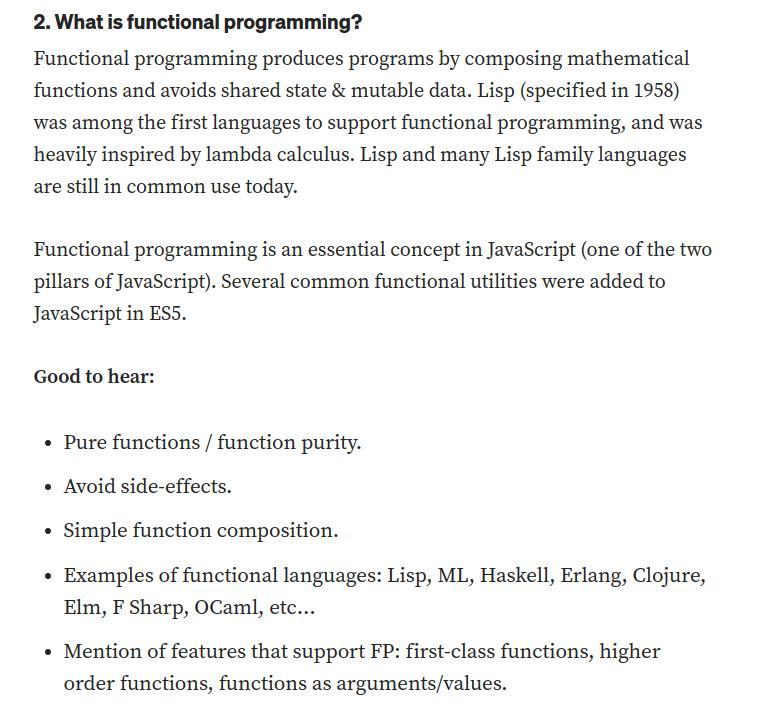 2. What is functional programming?
Functional programming produces programs by composing mathematical
functions and avoids shared state & mutable data. Lisp (specified in 1958)
was among the first languages to support functional programming, and was
heavily inspired by lambda calculus. Lisp and many Lisp family languages
are still in common use today.
Functional programming is an essential concept in JavaScript (one of the two
pillars of JavaScript). Several common functional utilities were added to
JavaScript in ES5.
Good to hear:
• Pure functions / function purity.
• Avoid side-effects.
• Simple function composition.
• Examples of functional languages: Lisp, ML, Haskell, Erlang, Clojure,
Elm, F Sharp, OCaml, etc…
• Mention of features that support FP: first-class functions, higher
order functions, functions as arguments/values.